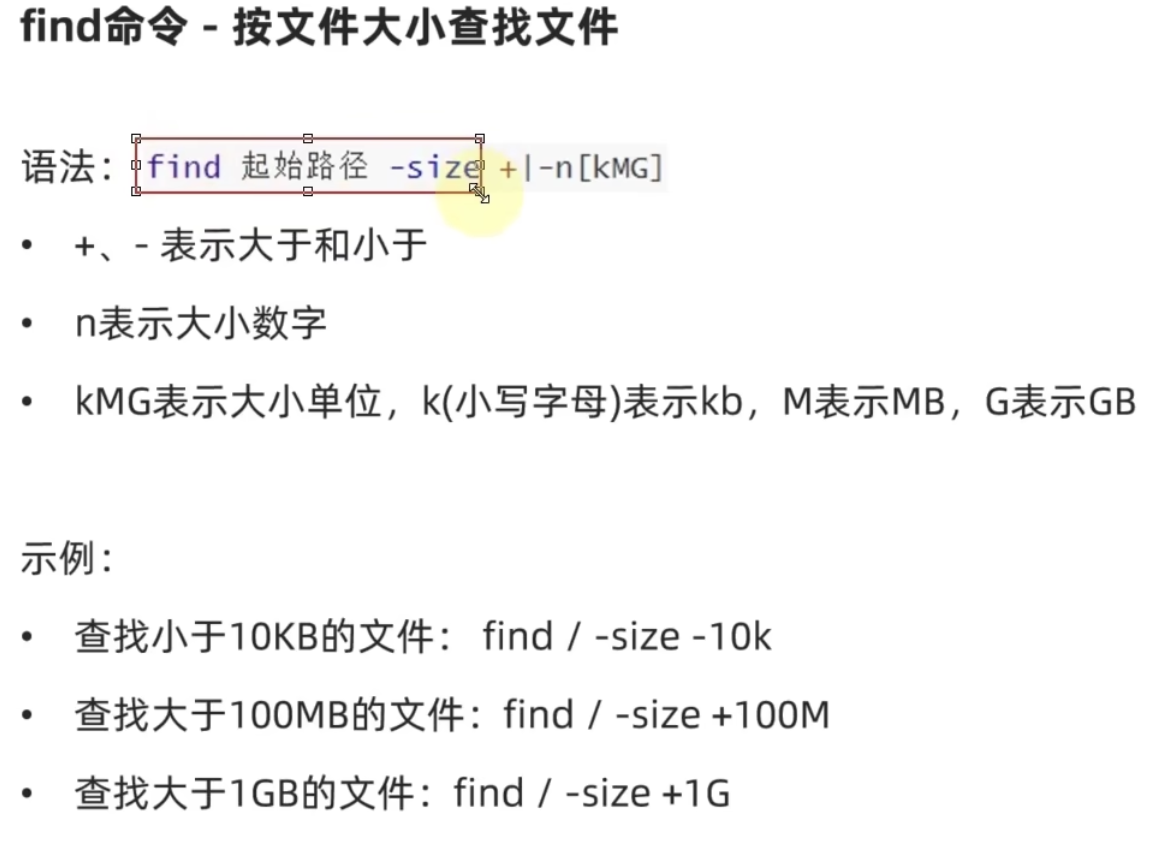 find命令 - 按文件大小查找文件
语法：find 起始路径 -size +|-n[kMG]
• +、- 表示大于和小于
• n表示大小数字
• kMG表示大小单位，k(小写字母)表示kb，M表示MB，G表示GB
示例：
• 查找小于10KB的文件： find / -size -10k
• 查找大于100MB的文件：find / -size +100M
• 查找大于1GB的文件：find / -size +1G